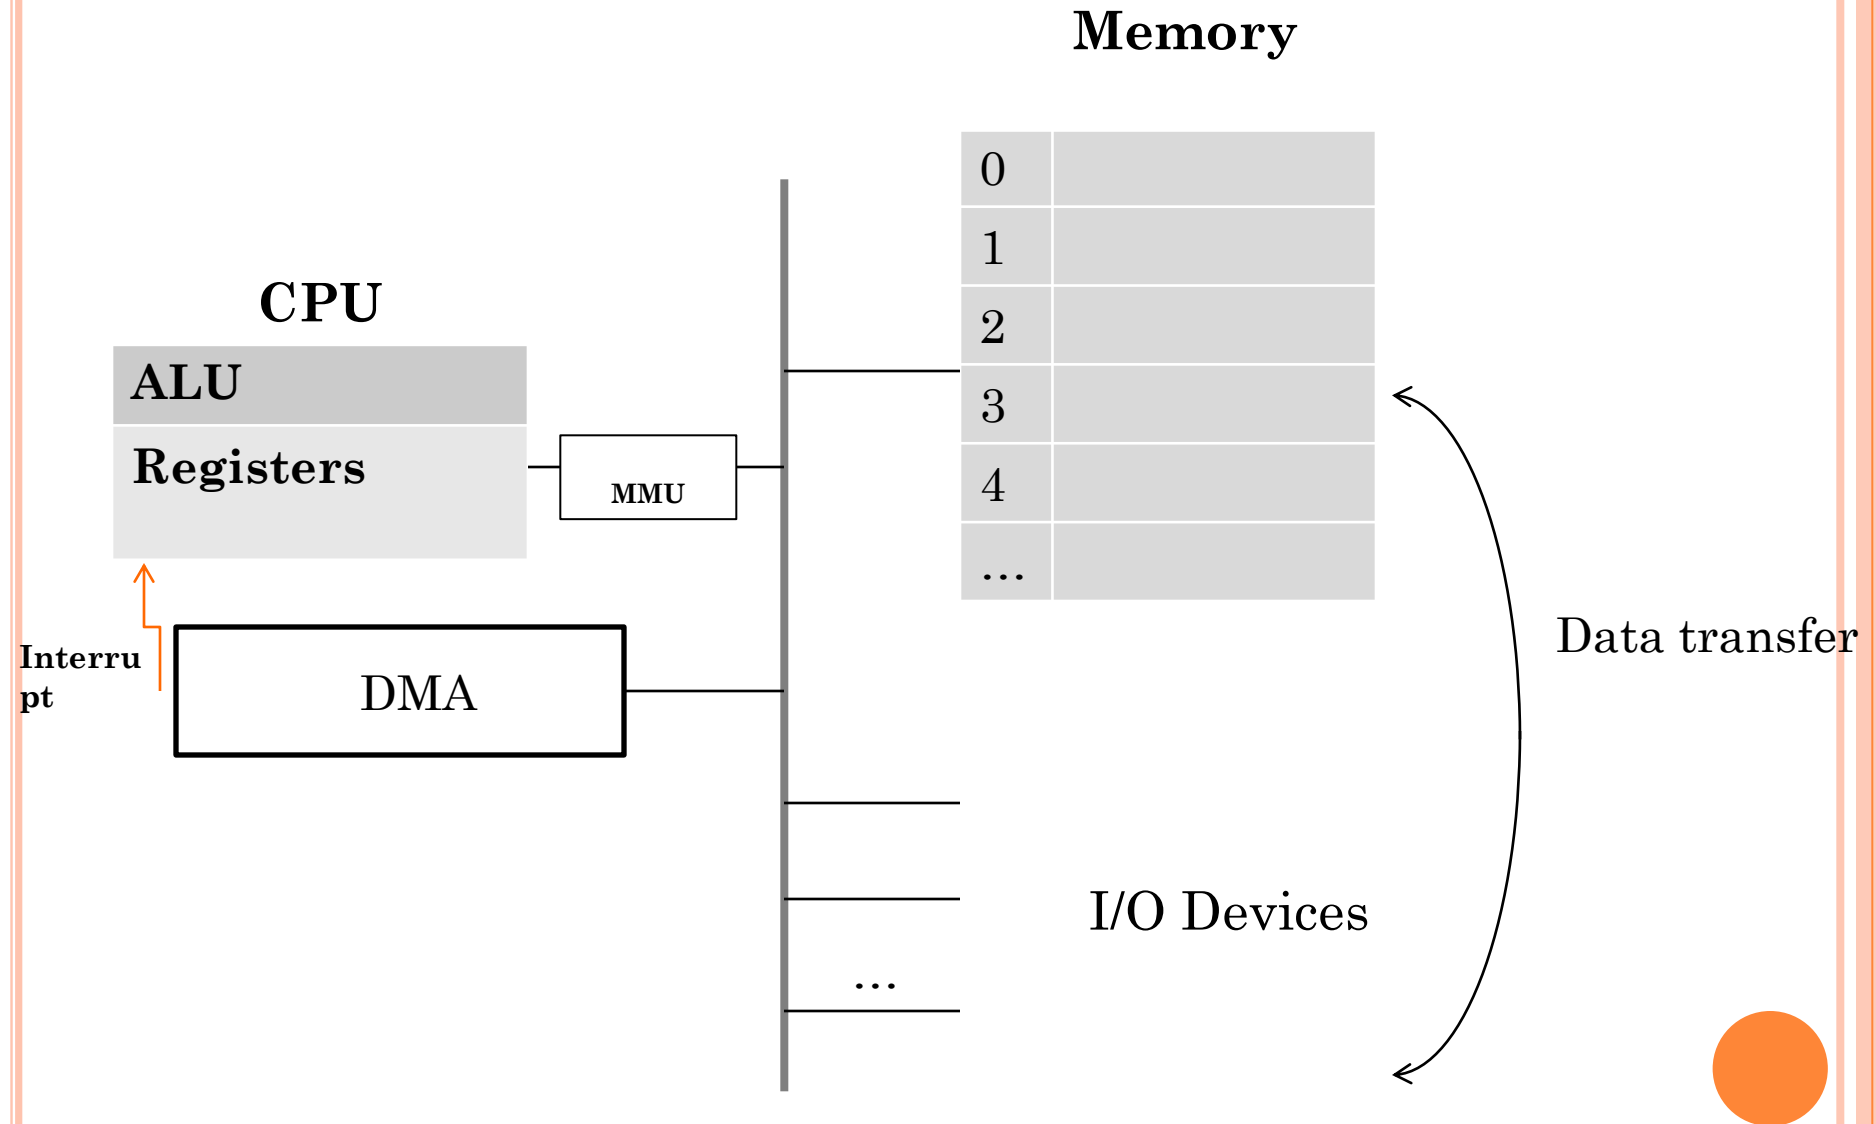 Memory
0
1
2
3
4
...
CPU
ALU
Registers
MMU
Interru
pt
DMA
Data transfer
I/O Devices
...